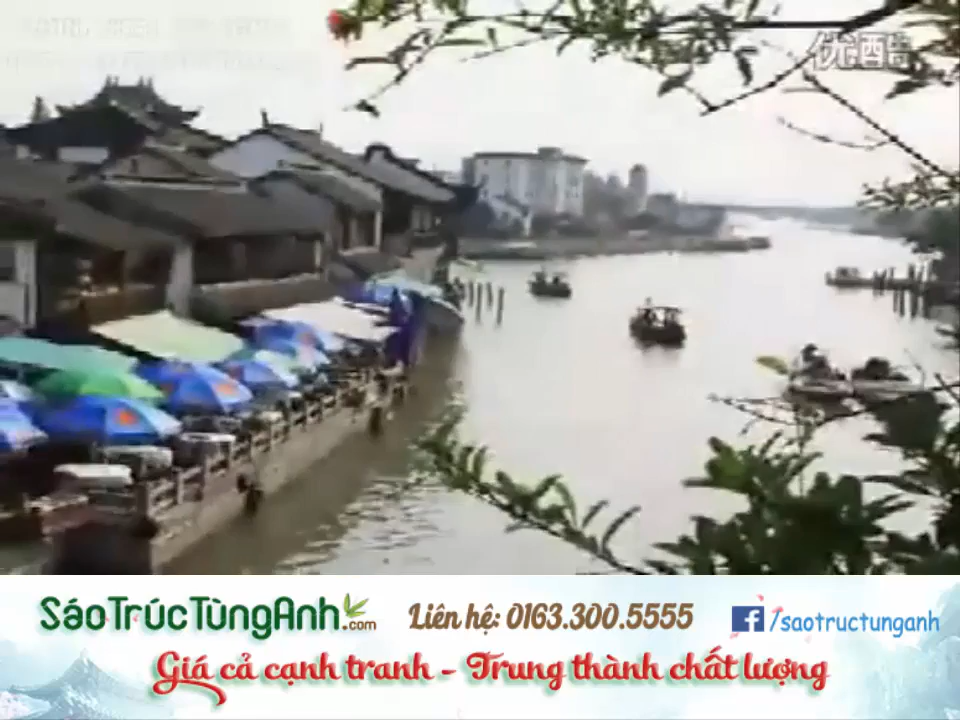 优酷
SáoTrúcTùngAnh.com Liên hệ: 0163.300.5555 f/saotructunganh
Giá cả cạnh tranh - Trung thành chất lượng